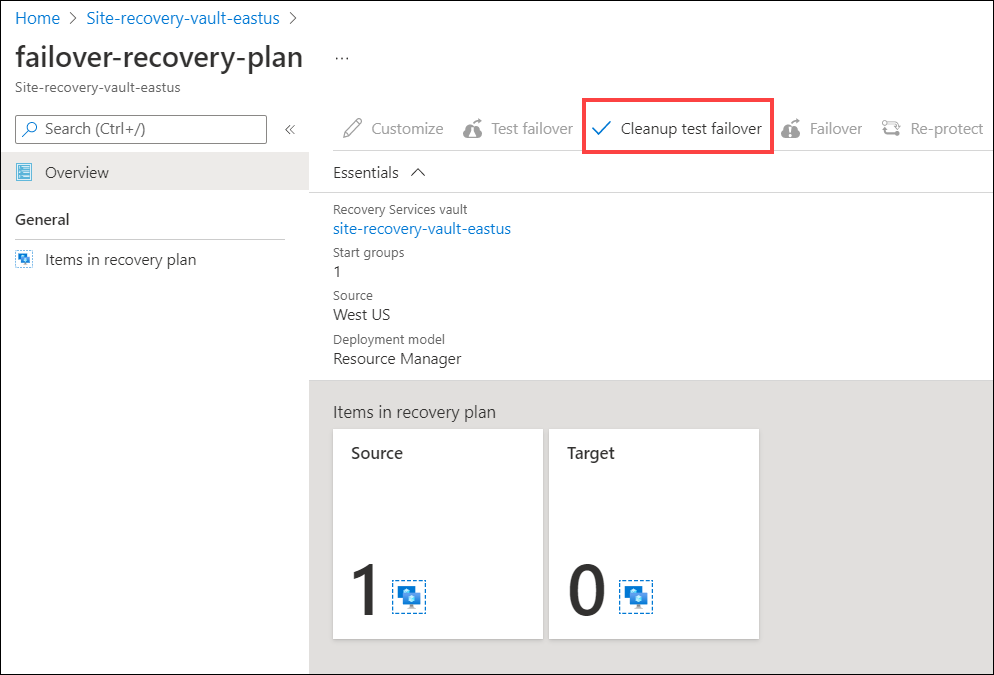 Home > Site-recovery-vault-eastus >
failover-recovery-plan ...
Site-recovery-vault-eastus
Search (Ctrl+/) «
Customize Test failover Cleanup test failover Failover Re-protect
Overview
General
Items in recovery plan
Essentials
Recovery Services vault
site-recovery-vault-eastus
Start groups
1
Source
West US
Deployment model
Resource Manager
Items in recovery plan
Source Target
1 0